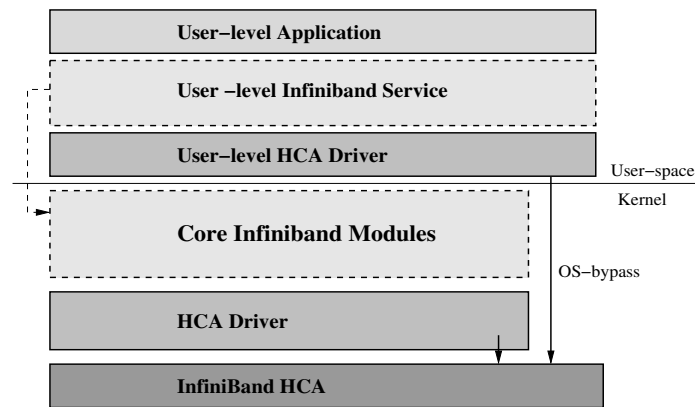 User-level Application
User -level Infiniband Service
User-level HCA Driver
User-space
Kernel
Core Infiniband Modules
OS-bypass
HCA Driver
InfiniBand HCA